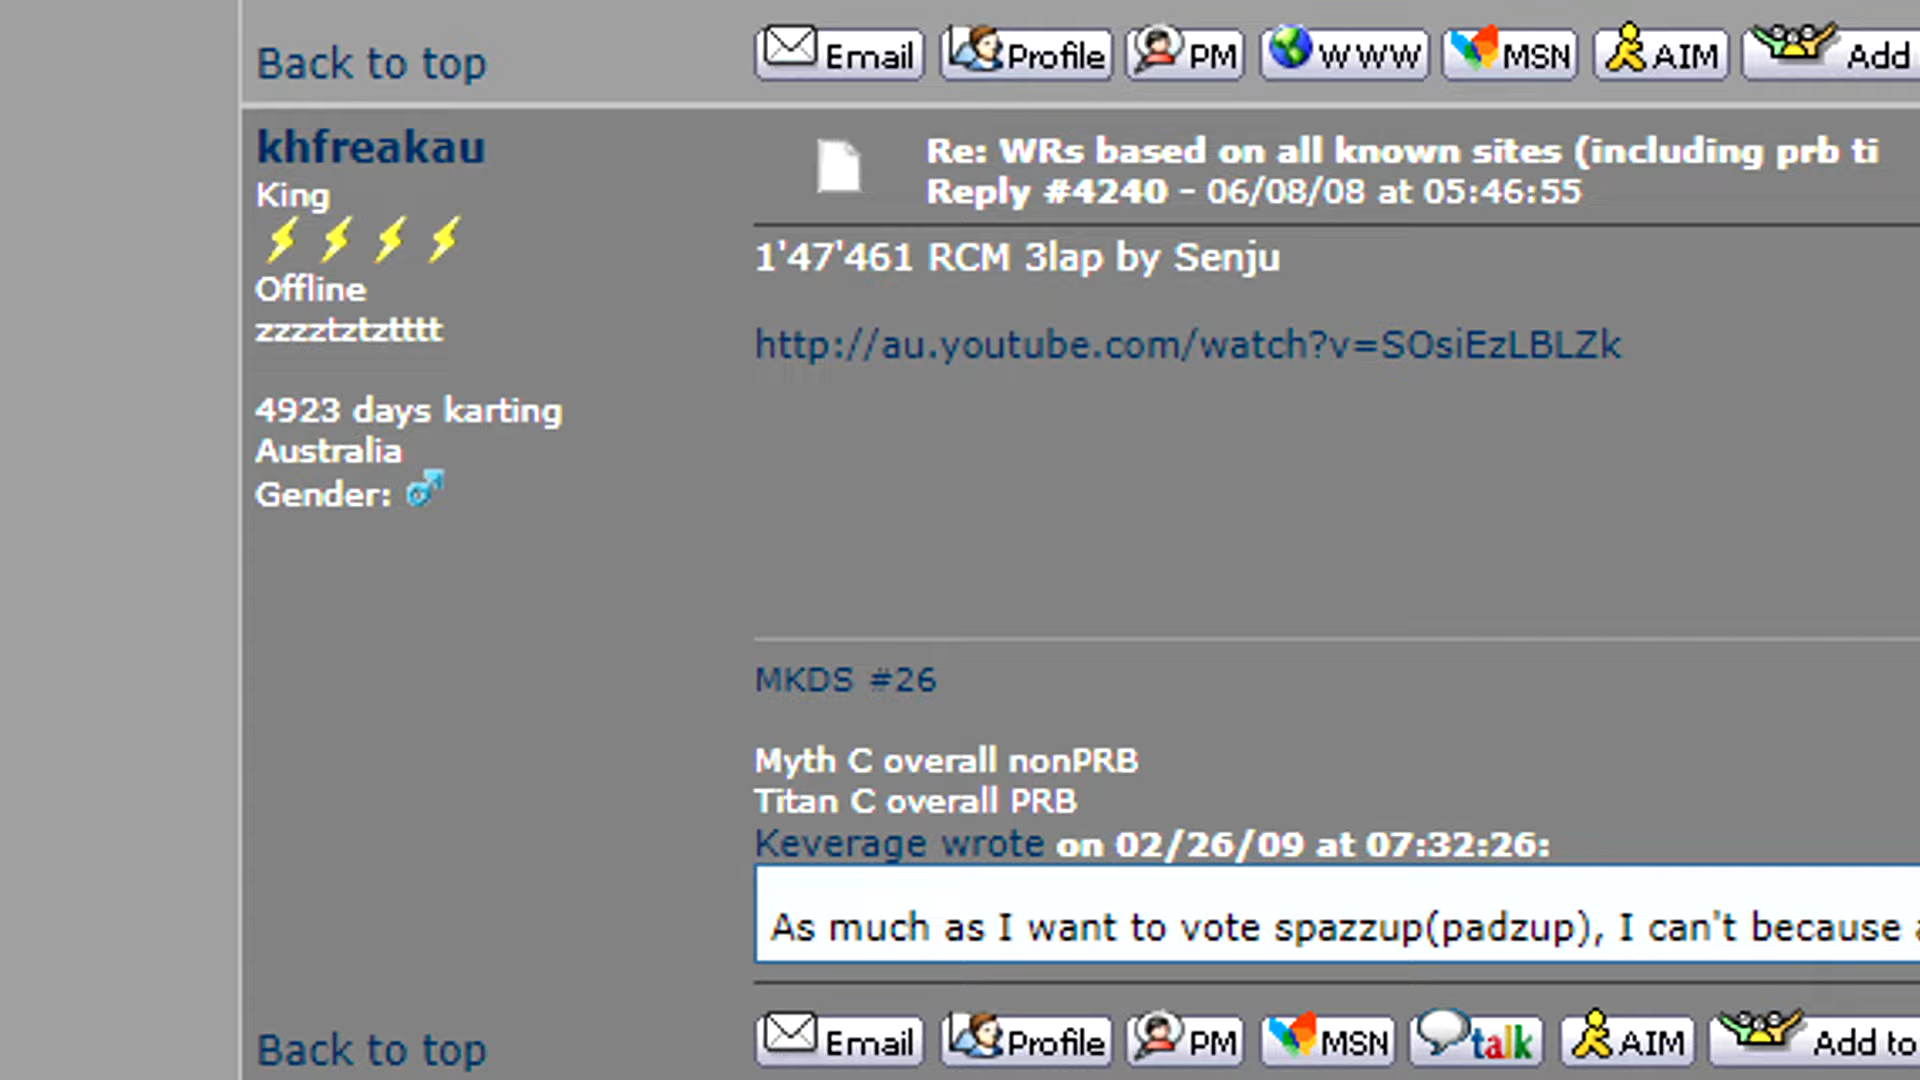 Back to top
Email Profile PM WWW MSN AIM Add
khfreakau
King
Offline
zzzztztztttt
4923 days karting
Australia
Gender:
Re: WRs based on all known sites (including prb ti
Reply #4240 - 06/08/08 at 05:46:55
1'47'461 RCM 3lap by Senju
http://au.youtube.com/watch?v=SOsiEzLBLZk
MKDS #26
Myth C overall nonPRB
Titan C overall PRB
Keverage wrote on 02/26/09 at 07:32:26:
As much as I want to vote spazzup(padzup), I can't because a
Back to top
Email Profile PM MSN talk AIM Add to